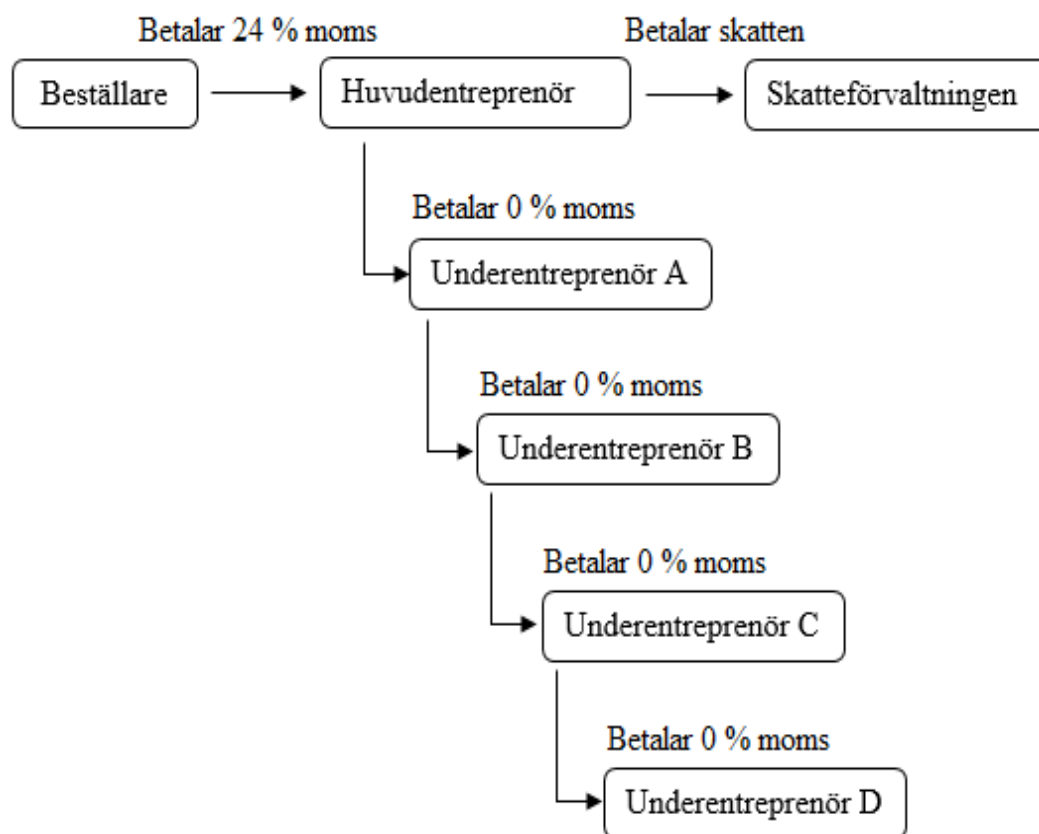 Betalar 24 % moms
Betalar skatten
Beställare
Huvudentreprenör
Skatteförvaltningen
Betalar 0 % moms
Underentreprenör A
Betalar 0 % moms
Underentreprenör B
Betalar 0 % moms
Underentreprenör C
Betalar 0 % moms
Underentreprenör D